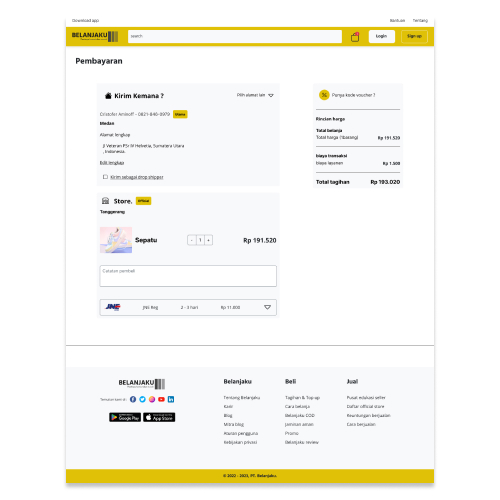 Download app
Bantuan Tentang
BELANJAKU
search
Login
Sign up
Pembayaran
Kirim Kemana ?
Pilih alamat lain
Cristofer Aminoff - 0821-848-9979 Utama
Medan
Alamat lengkap
Jl Veteran PSr IV Helvetia, Sumatera Utara
, Indonesia.
Edit lengkap
Kirim sebagai drop shipper
Store. Official
Tanggerang
Sepatu
- 1 +
Rp 191.520
Catatan pembeli
JNE JNE Reg 2 - 3 hari Rp 11.000
Punya kode voucher ?
Rincian harga
Total belanja
Total harga (1barang) Rp 191.520
biaya transaksi
biaya layanan Rp 1.500
Total tagihan Rp 193.020
BELANJAKU
Temukan kami di :
Google Play
App Store
Belanjaku
Tentang Belanjaku
Karir
Blog
Mitra blog
Aturan pengguna
Kebijakan privasi
Beli
Tagihan & Top up
Cara belanja
Belanjaku COD
Jaminan aman
Promo
Belanjaku review
Jual
Pusat edukasi seller
Daftar official store
Keuntungan berjualan
Cara berjualan
© 2022 - 2023, PT. Belanjaku.